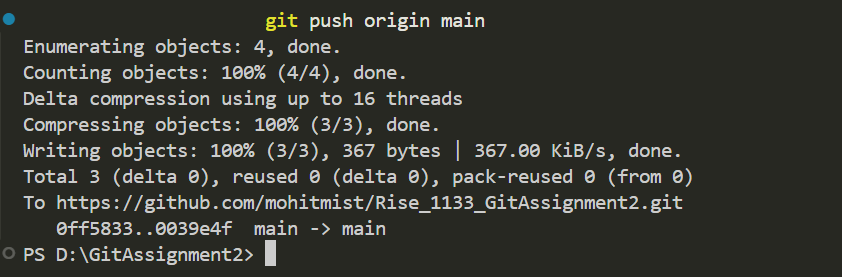 git push origin main
Enumerating objects: 4, done.
Counting objects: 100% (4/4), done.
Delta compression using up to 16 threads
Compressing objects: 100% (3/3), done.
Writing objects: 100% (3/3), 367 bytes | 367.00 KiB/s, done.
Total 3 (delta 0), reused 0 (delta 0), pack-reused 0 (from 0)
To https://github.com/mohitmist/Rise_1133_GitAssignment2.git
   0ff5833..0039e4f  main -> main
PS D:\GitAssignment2>